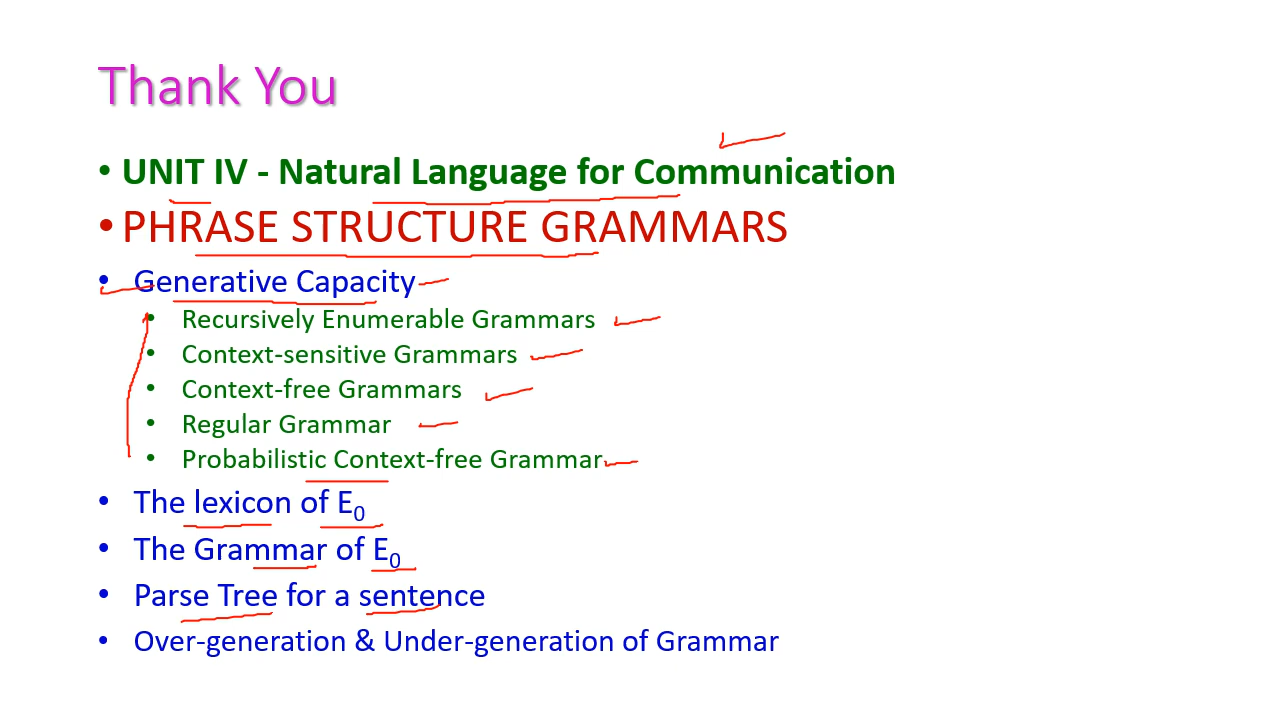 Thank You
• UNIT IV - Natural Language for Communication
• PHRASE STRUCTURE GRAMMARS
• Generative Capacity
• Recursively Enumerable Grammars
• Context-sensitive Grammars
• Context-free Grammars
• Regular Grammar
• Probabilistic Context-free Grammar
• The lexicon of E₀
• The Grammar of E₀
• Parse Tree for a sentence
• Over-generation & Under-generation of Grammar